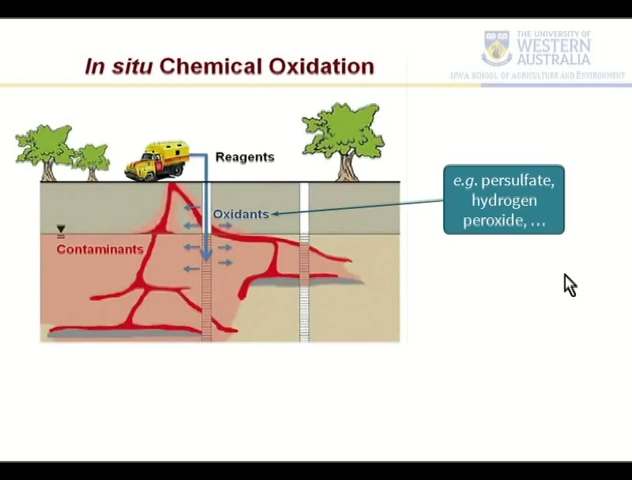 THE UNIVERSITY OF
WESTERN
AUSTRALIA
UWA SCHOOL OF AGRICULTURE AND ENVIRONMENT
In situ Chemical Oxidation
Reagents
Oxidants
Contaminants
e.g. persulfate,
hydrogen
peroxide, ...